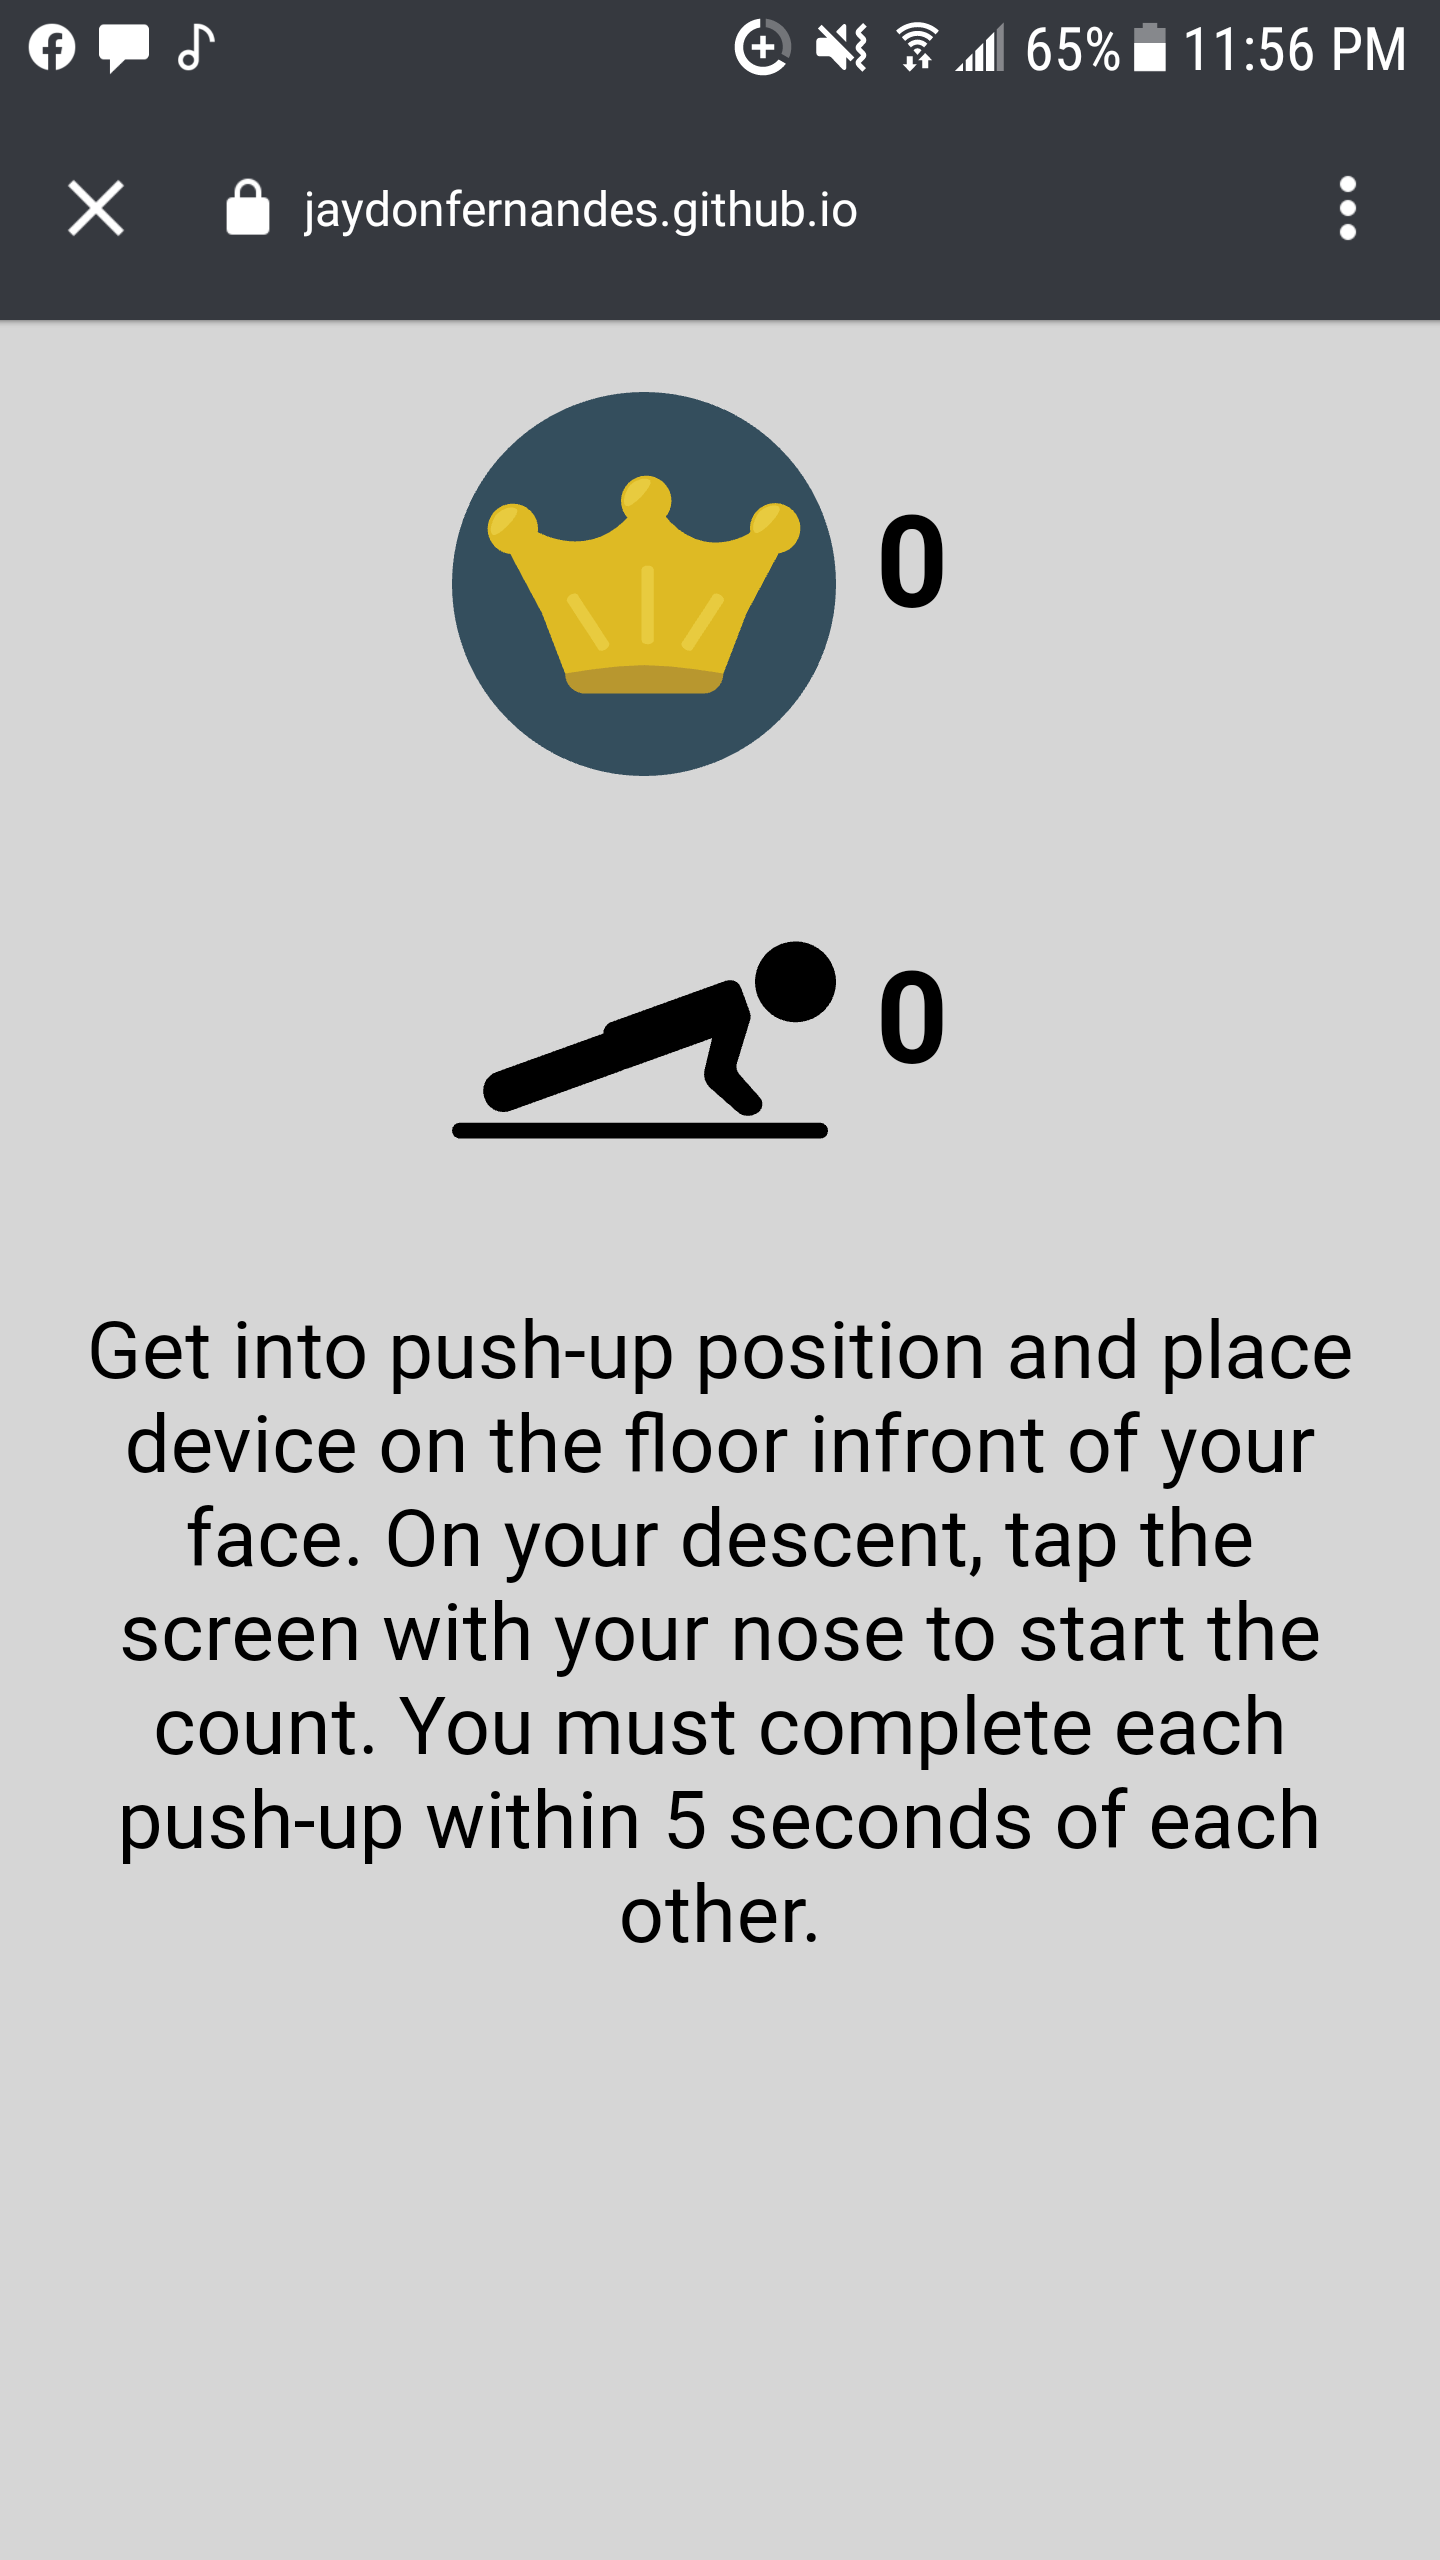 65% 11:56 PM
jaydonfernandes.github.io
0
0
Get into push-up position and place
device on the floor infront of your
face. On your descent, tap the
screen with your nose to start the
count. You must complete each
push-up within 5 seconds of each
other.